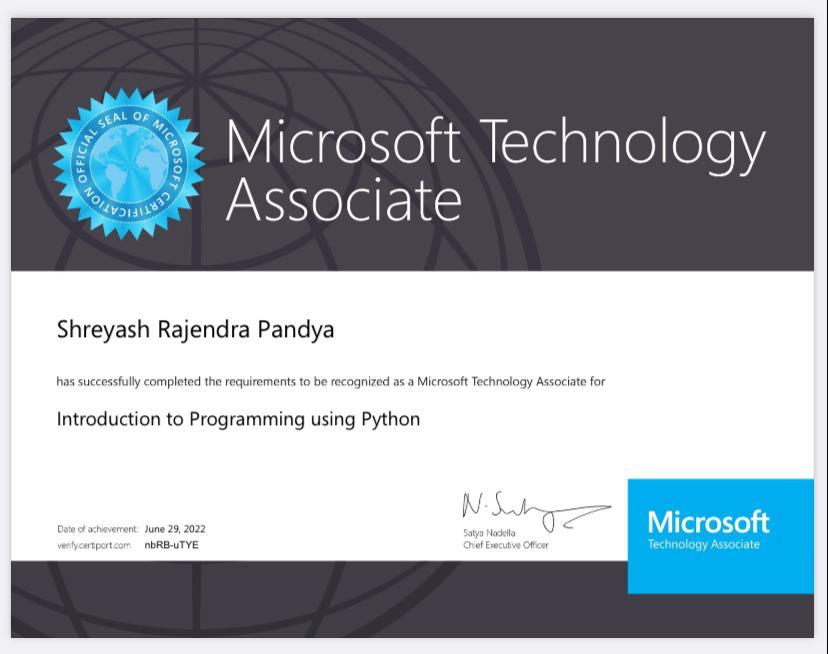 OFFICIAL SEAL OF MICROSOFT CERTIFICATION
Microsoft Technology
Associate
Shreyash Rajendra Pandya
has successfully completed the requirements to be recognized as a Microsoft Technology Associate for
Introduction to Programming using Python
Date of achievement: June 29, 2022
verify.certiport.com nbRB-uTYE
N. Satya
Satya Nadella
Chief Executive Officer
Microsoft
Technology Associate